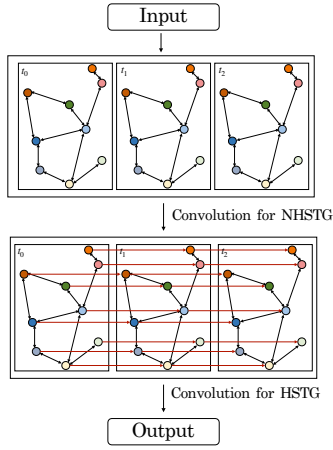 Input
t0 t1 t2
Convolution for NHSTG
t0 t1 t2
Convolution for HSTG
Output